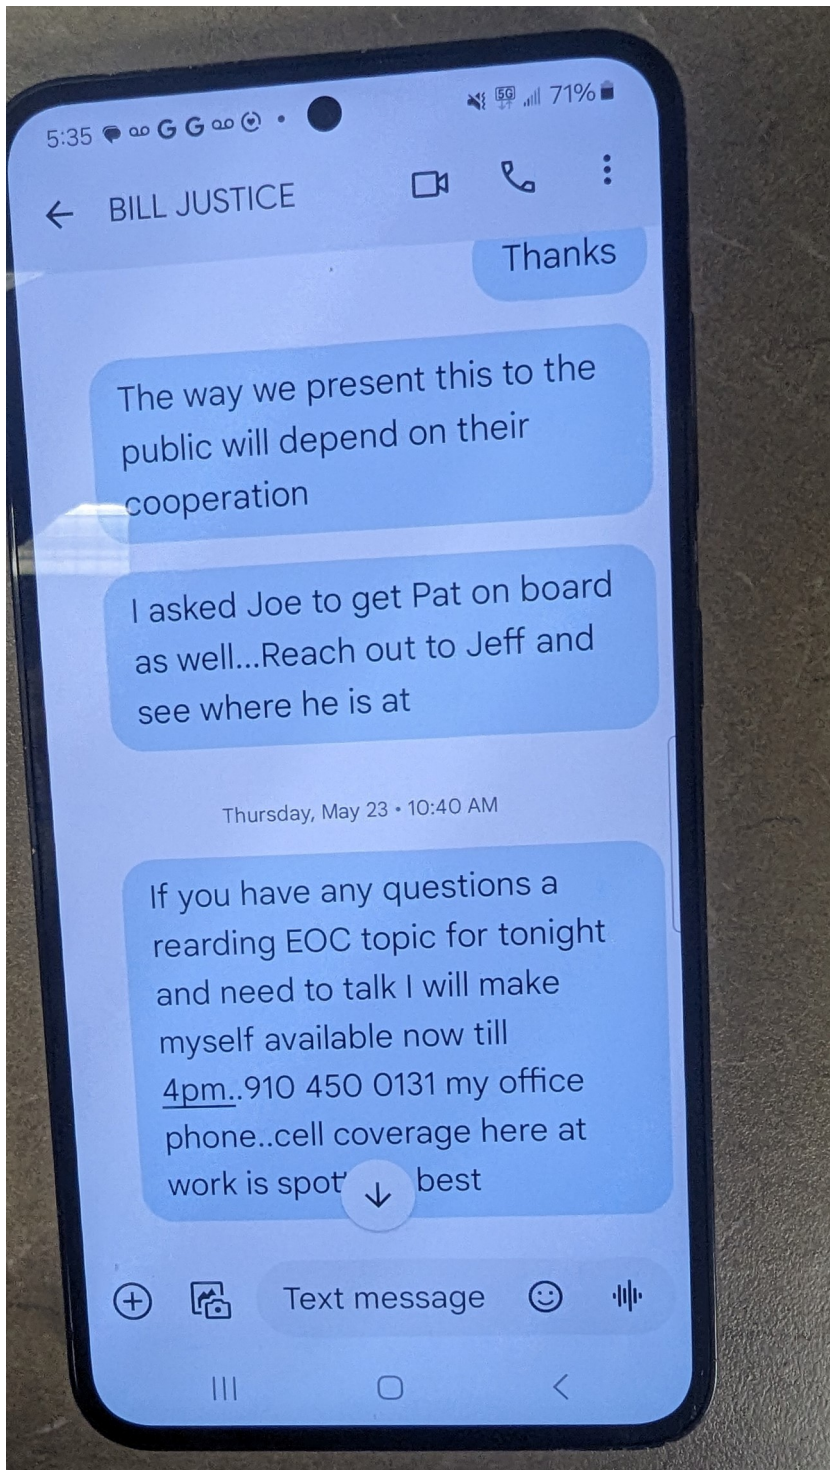 5:35 G G 5G 71%
BILL JUSTICE
Thanks
The way we present this to the
public will depend on their
cooperation
I asked Joe to get Pat on board
as well...Reach out to Jeff and
see where he is at
Thursday, May 23 • 10:40 AM
If you have any questions a
rearding EOC topic for tonight
and need to talk I will make
myself available now till
4pm..910 450 0131 my office
phone..cell coverage here at
work is best
Text message